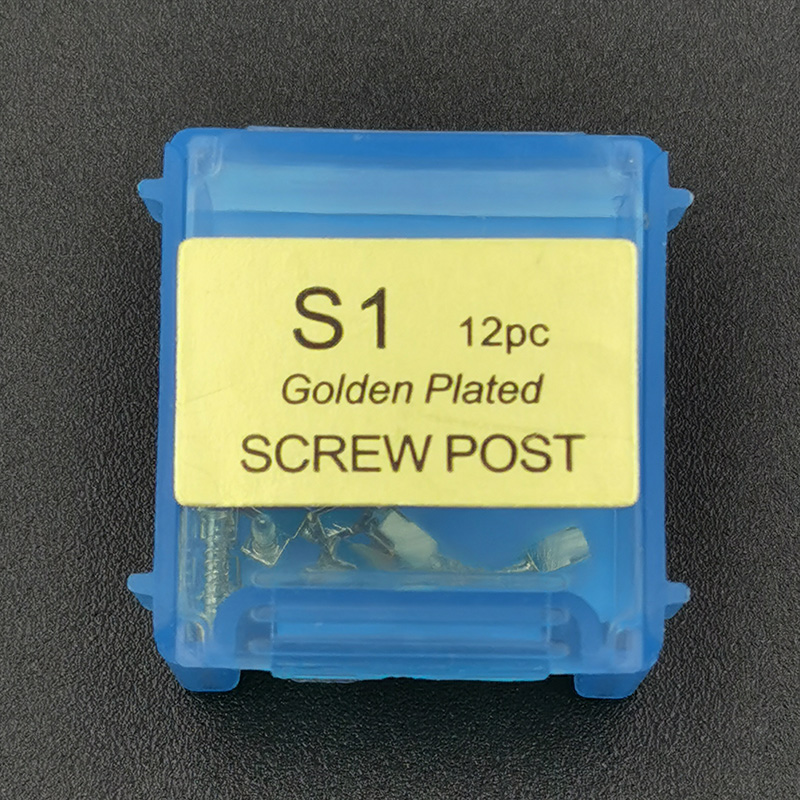 S1 12pc
Golden Plated
SCREW POST